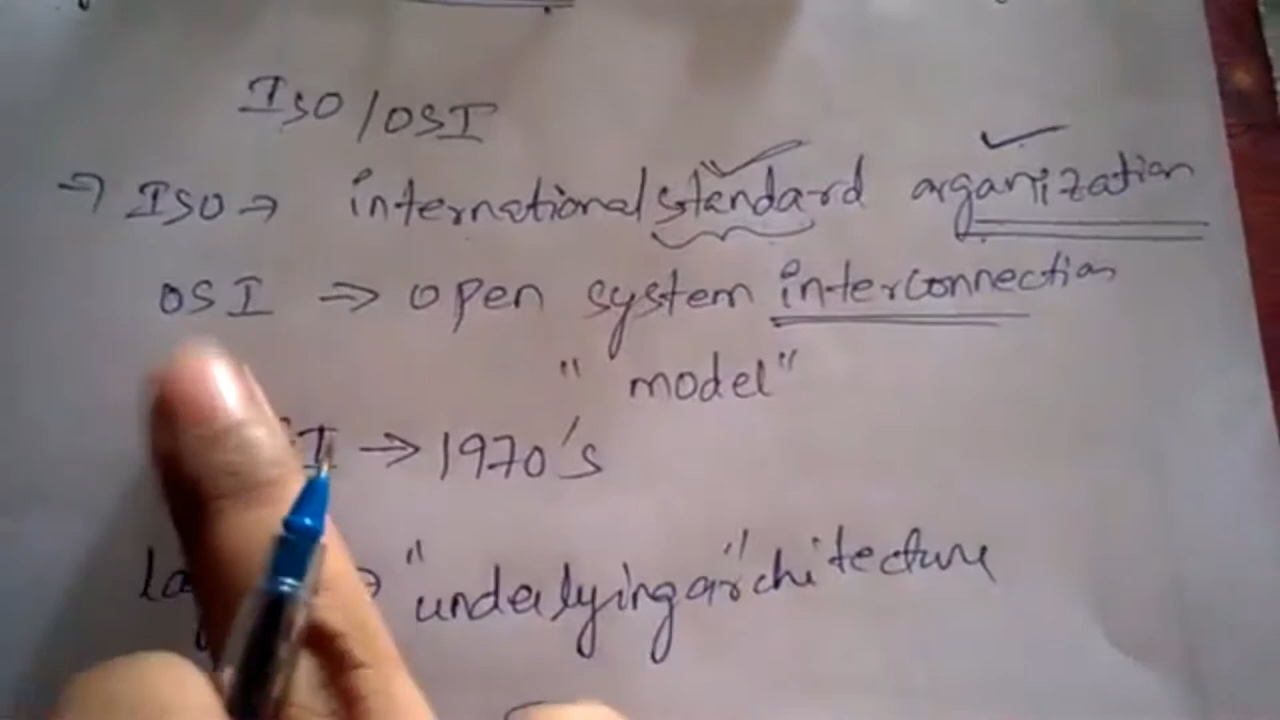 ISO/OSI
→ ISO → international standard organization
OSI ⇒ open system interconnection
"model"
→ 1970's
→ "underlying" architecture